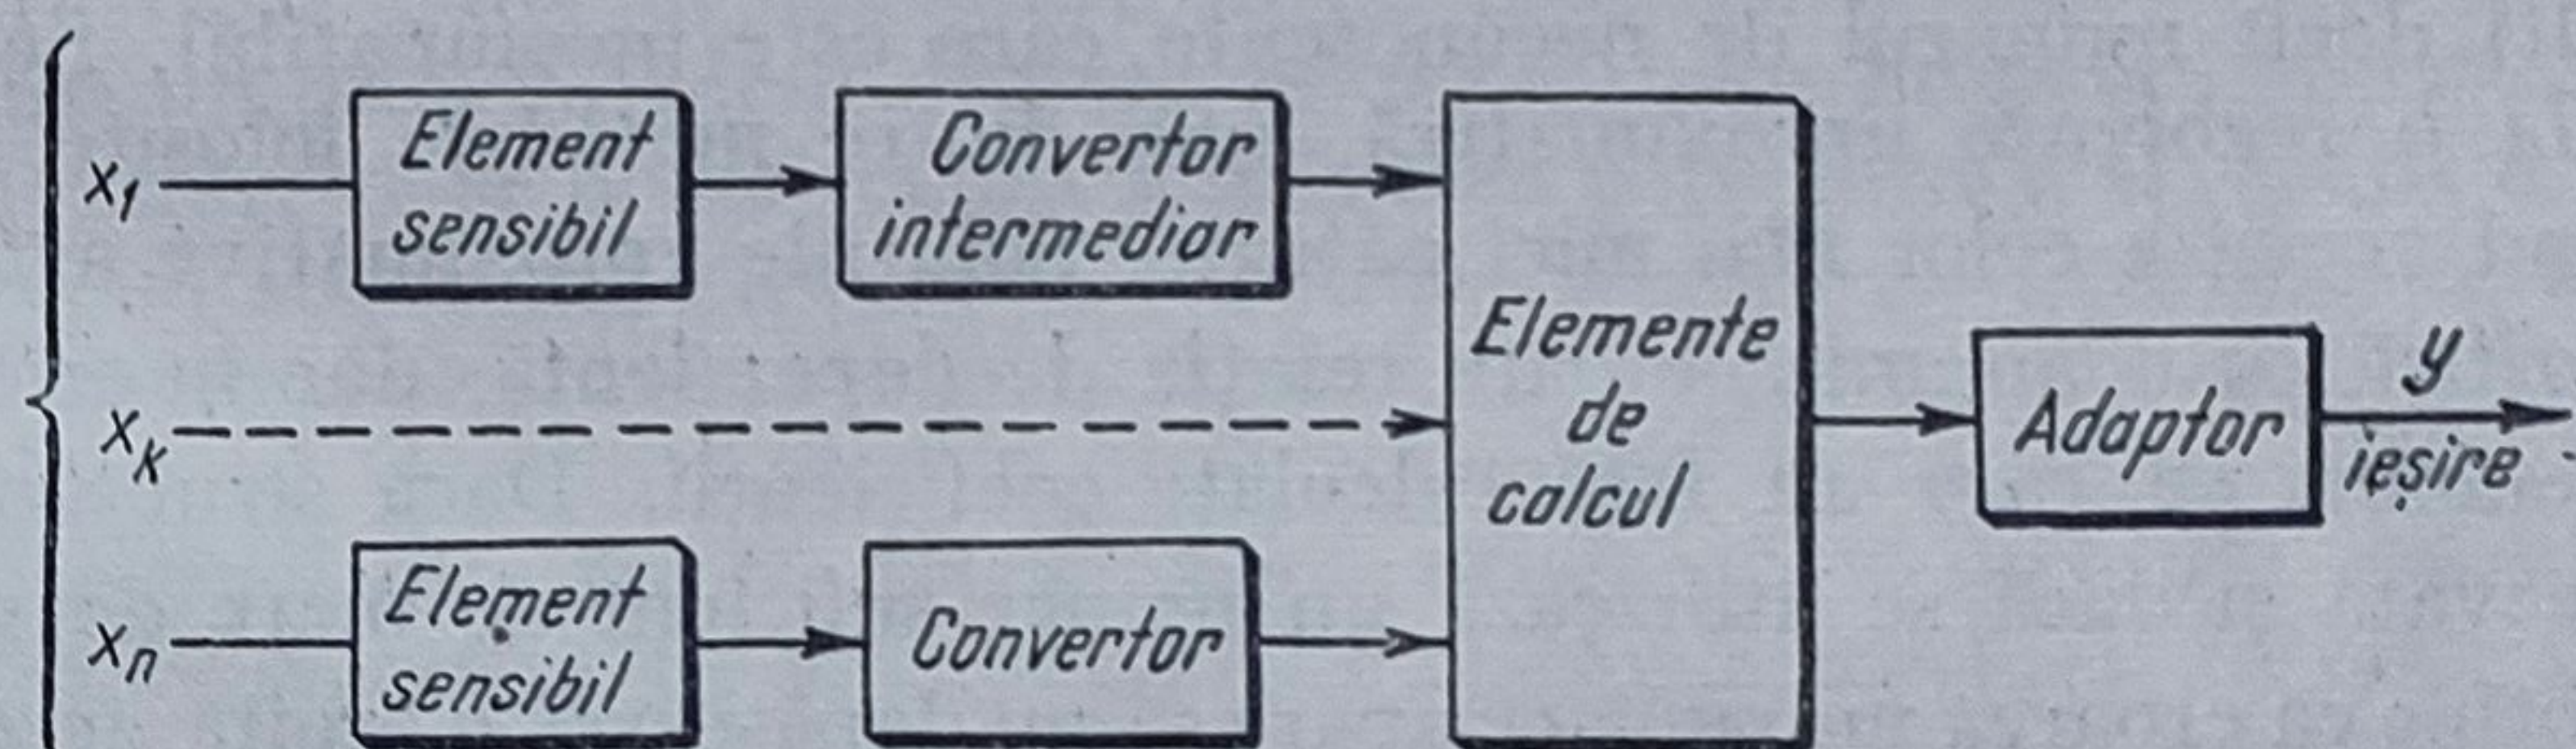 x₁
Element
sensibil
Convertor
intermediar
xₖ
Elemente
de
calcul
Adaptor
y
ieșire
xₙ
Element
sensibil
Convertor